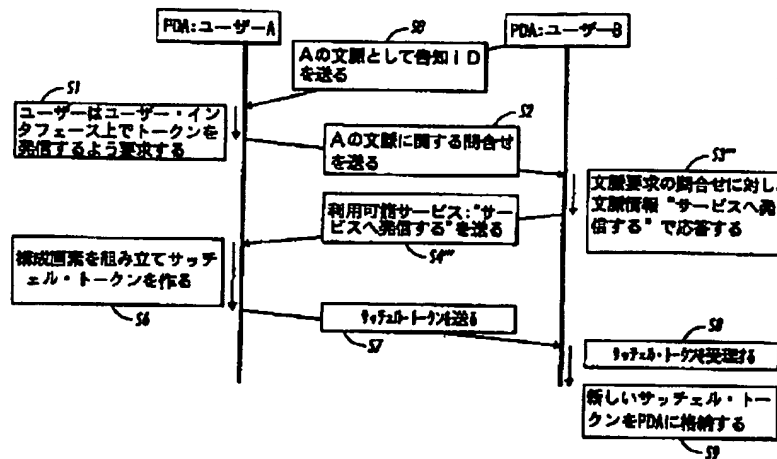 PDA:ユーザーA
PDA:ユーザーB
S0
Aの文脈として告知iD
を送る
S1
ユーザーはユーザー・イン
タフェース上でトークンを
発信するよう要求する
S2
Aの文脈に関する問合せ
を送る
S3'''
文脈要求の問合せに対し
文脈情報“サービスへ発
信する”で応答する
利用可能サービス:“サー
ビスへ発信する”を送る
S4'''
構成要素を組み立てサッチ
ェル・トークンを作る
S6
サッチェル・トークンを送る
S7
S8
サッチェル・トークンを受理する
新しいサッチェル・トー
クンをPDAに格納する
S9